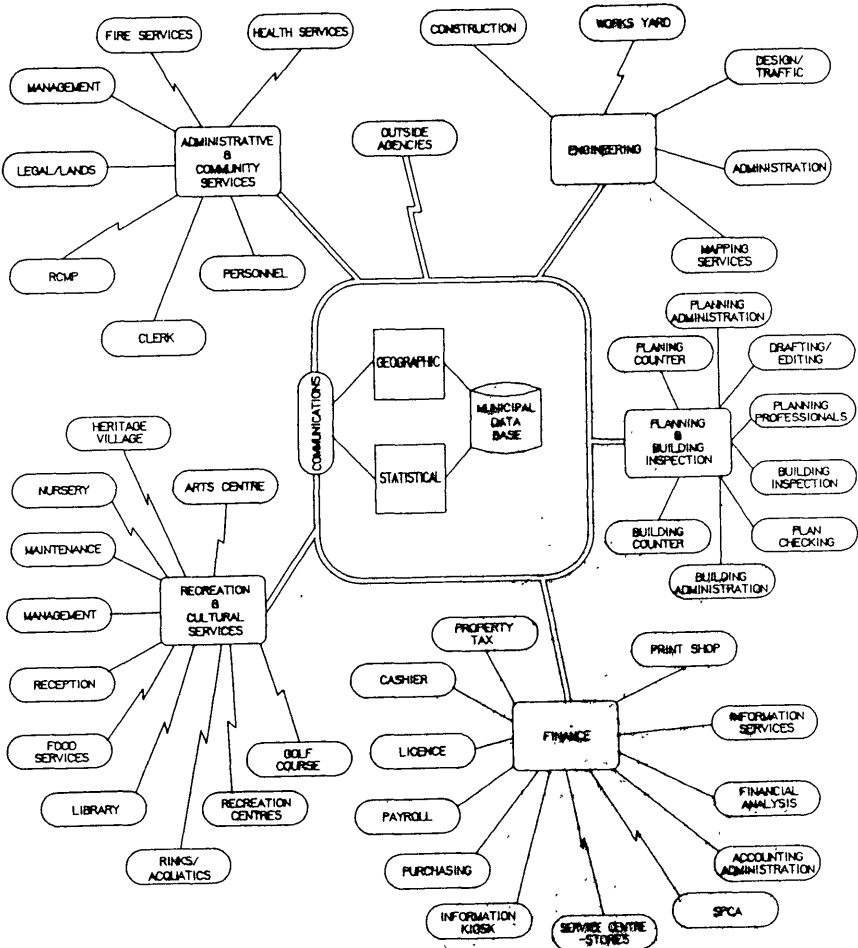 FIRE SERVICES
HEALTH SERVICES
MANAGEMENT
ADMINISTRATIVE
&
COMMUNITY
SERVICES
LEGAL/LANDS
RCMP
PERSONNEL
CLERK
OUTSIDE
AGENCIES
CONSTRUCTION
WORKS YARD
DESIGN/
TRAFFIC
ENGINEERING
ADMINISTRATION
MAPPING
SERVICES
COMMUNICATIONS
GEOGRAPHIC
STATISTICAL
MUNICIPAL
DATA
BASE
PLANNING
ADMINISTRATION
PLANING
COUNTER
DRAFTING/
EDITING
PLANNING
PROFESSIONALS
PLANNING
&
BUILDING
INSPECTION
BUILDING
INSPECTION
BUILDING
COUNTER
PLAN
CHECKING
BUILDING
ADMINISTRATION
HERITAGE
VILLAGE
NURSERY
ARTS CENTRE
MAINTENANCE
RECREATION
&
CULTURAL
SERVICES
MANAGEMENT
RECEPTION
FOOD
SERVICES
GOLF
COURSE
LIBRARY
RECREATION
CENTRES
RINKS/
ACQUATICS
PROPERTY
TAX
PRINT SHOP
CASHIER
FINANCE
INFORMATION
SERVICES
LICENCE
FINANCIAL
ANALYSIS
PAYROLL
ACCOUNTING
ADMINISTRATION
PURCHASING
SPCA
INFORMATION
KIOSK
SERVICE CENTRE
-STORES